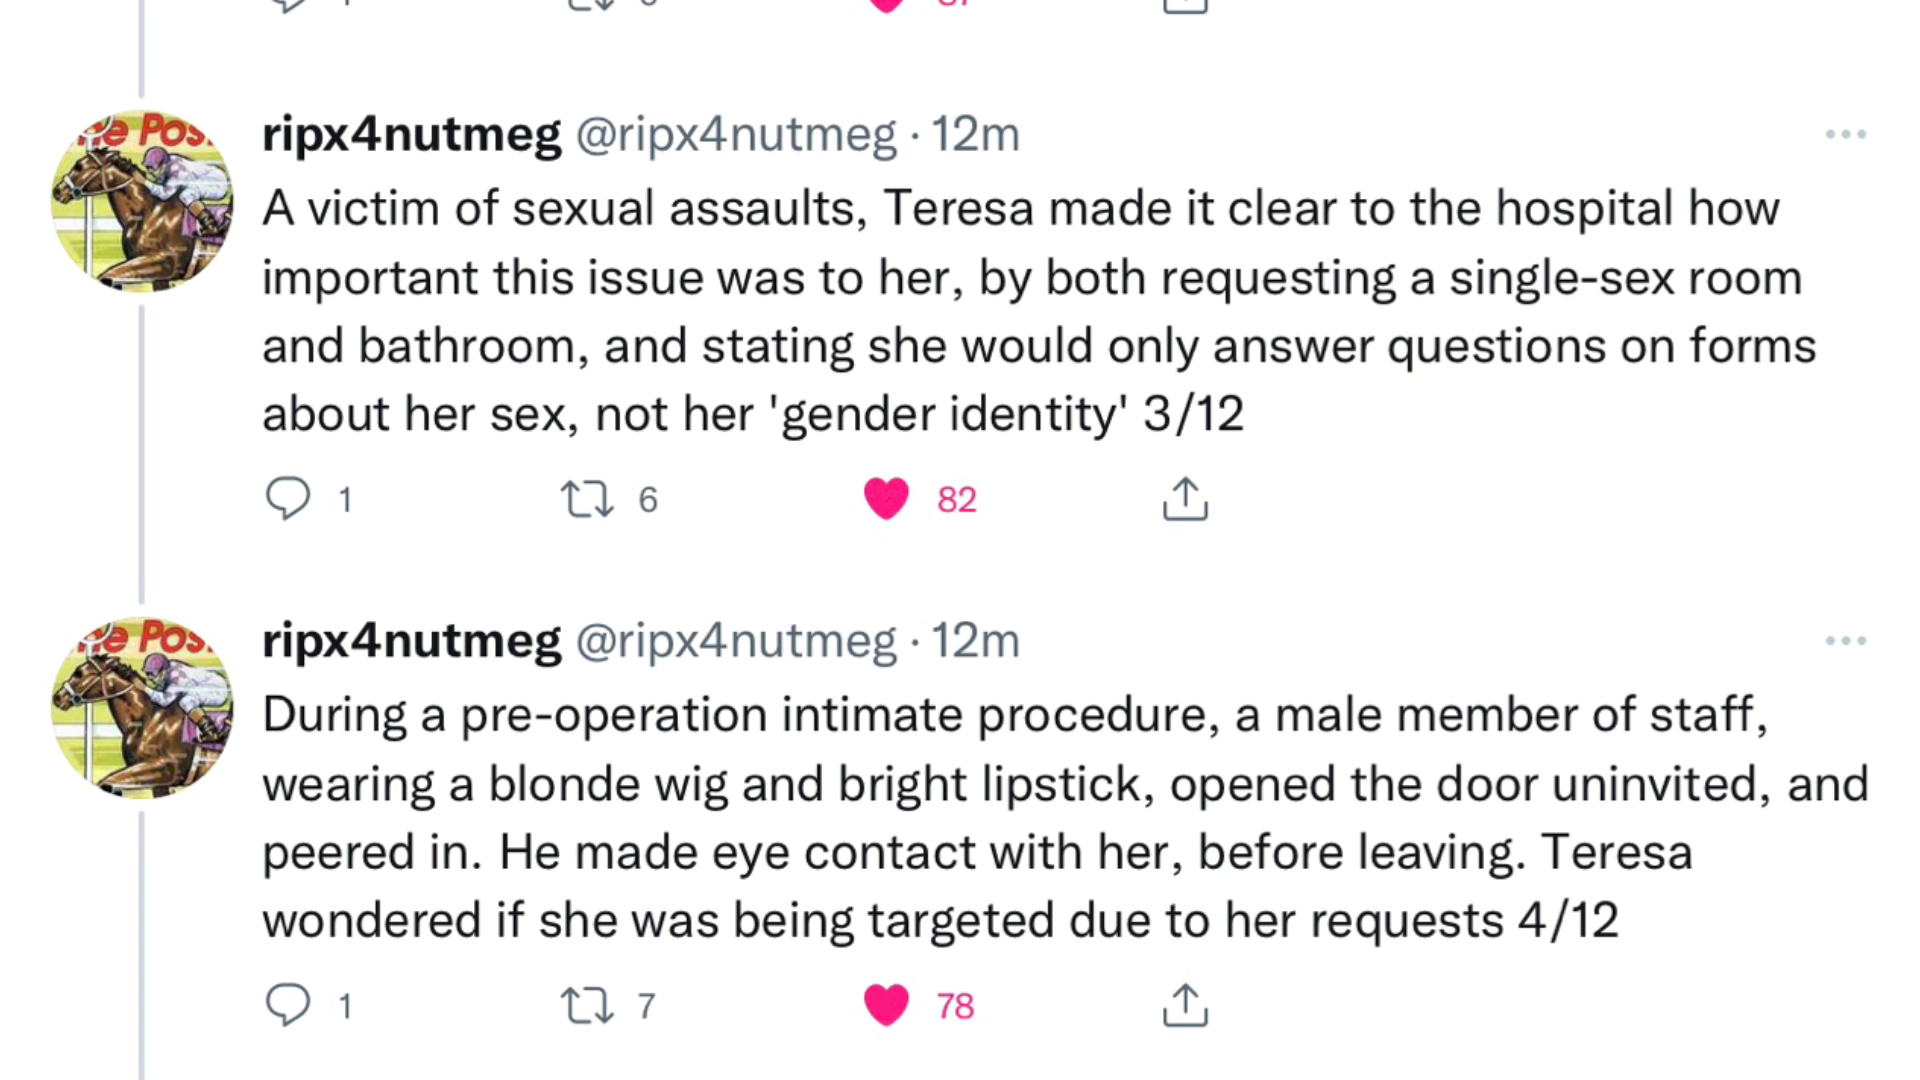 ripx4nutmeg @ripx4nutmeg · 12m
A victim of sexual assaults, Teresa made it clear to the hospital how
important this issue was to her, by both requesting a single-sex room
and bathroom, and stating she would only answer questions on forms
about her sex, not her 'gender identity' 3/12
1 6 82
ripx4nutmeg @ripx4nutmeg · 12m
During a pre-operation intimate procedure, a male member of staff,
wearing a blonde wig and bright lipstick, opened the door uninvited, and
peered in. He made eye contact with her, before leaving. Teresa
wondered if she was being targeted due to her requests 4/12
1 7 78